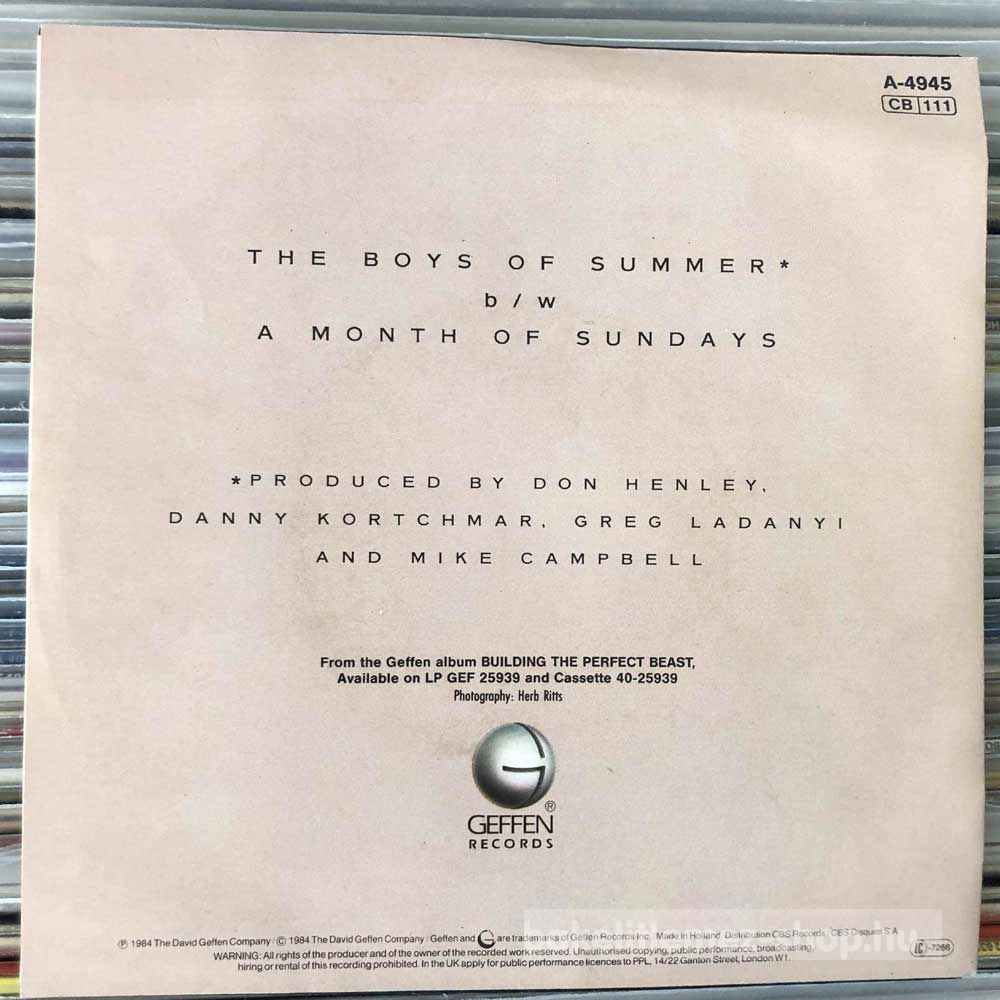 A-4945
CB 111
THE BOYS OF SUMMER*
b/w
A MONTH OF SUNDAYS
*PRODUCED BY DON HENLEY,
DANNY KORTCHMAR, GREG LADANYI
AND MIKE CAMPBELL
From the Geffen album BUILDING THE PERFECT BEAST,
Available on LP GEF 25939 and Cassette 40-25939
Photography: Herb Ritts
GEFFEN ®
RECORDS
℗ 1984 The David Geffen Company / © 1984 The David Geffen Company / Geffen and G are trademarks of Geffen Records Inc. Made in Holland. Distribution CBS Records / CBS Disques S.A.
WARNING: All rights of the producer and of the owner of the recorded work reserved. Unauthorised copying, public performance, broadcasting,
hiring or rental of this recording prohibited. In the UK apply for public performance licences to PPL, 14/22 Ganton Street, London W1.
LC-7266